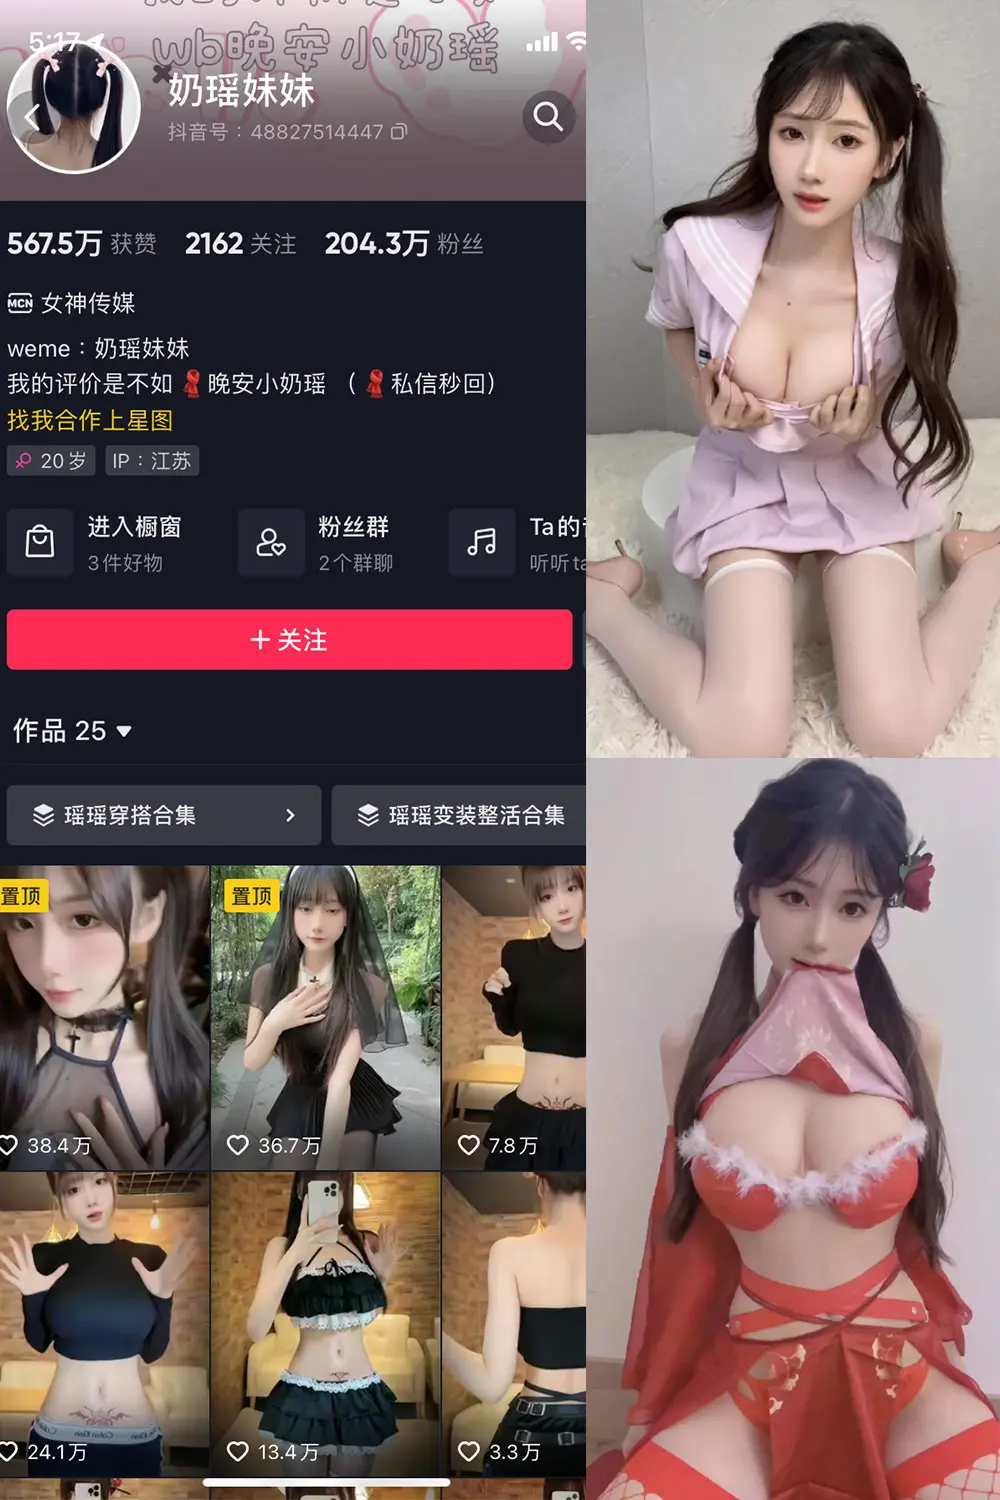 5:17
wb晚安小奶瑶
奶瑶妹妹
抖音号：48827514447
567.5万 获赞 2162 关注 204.3万 粉丝
MCN 女神传媒
weme：奶瑶妹妹
我的评价是不如 晚安小奶瑶 （ 私信秒回）
找我合作上星图
20岁 IP：江苏
进入橱窗 粉丝群 Ta的
3件好物 2个群聊 听听ta
＋关注
作品 25
瑶瑶穿搭合集 瑶瑶变装整活合集
置顶 置顶
38.4万 36.7万 7.8万
24.1万 13.4万 3.3万